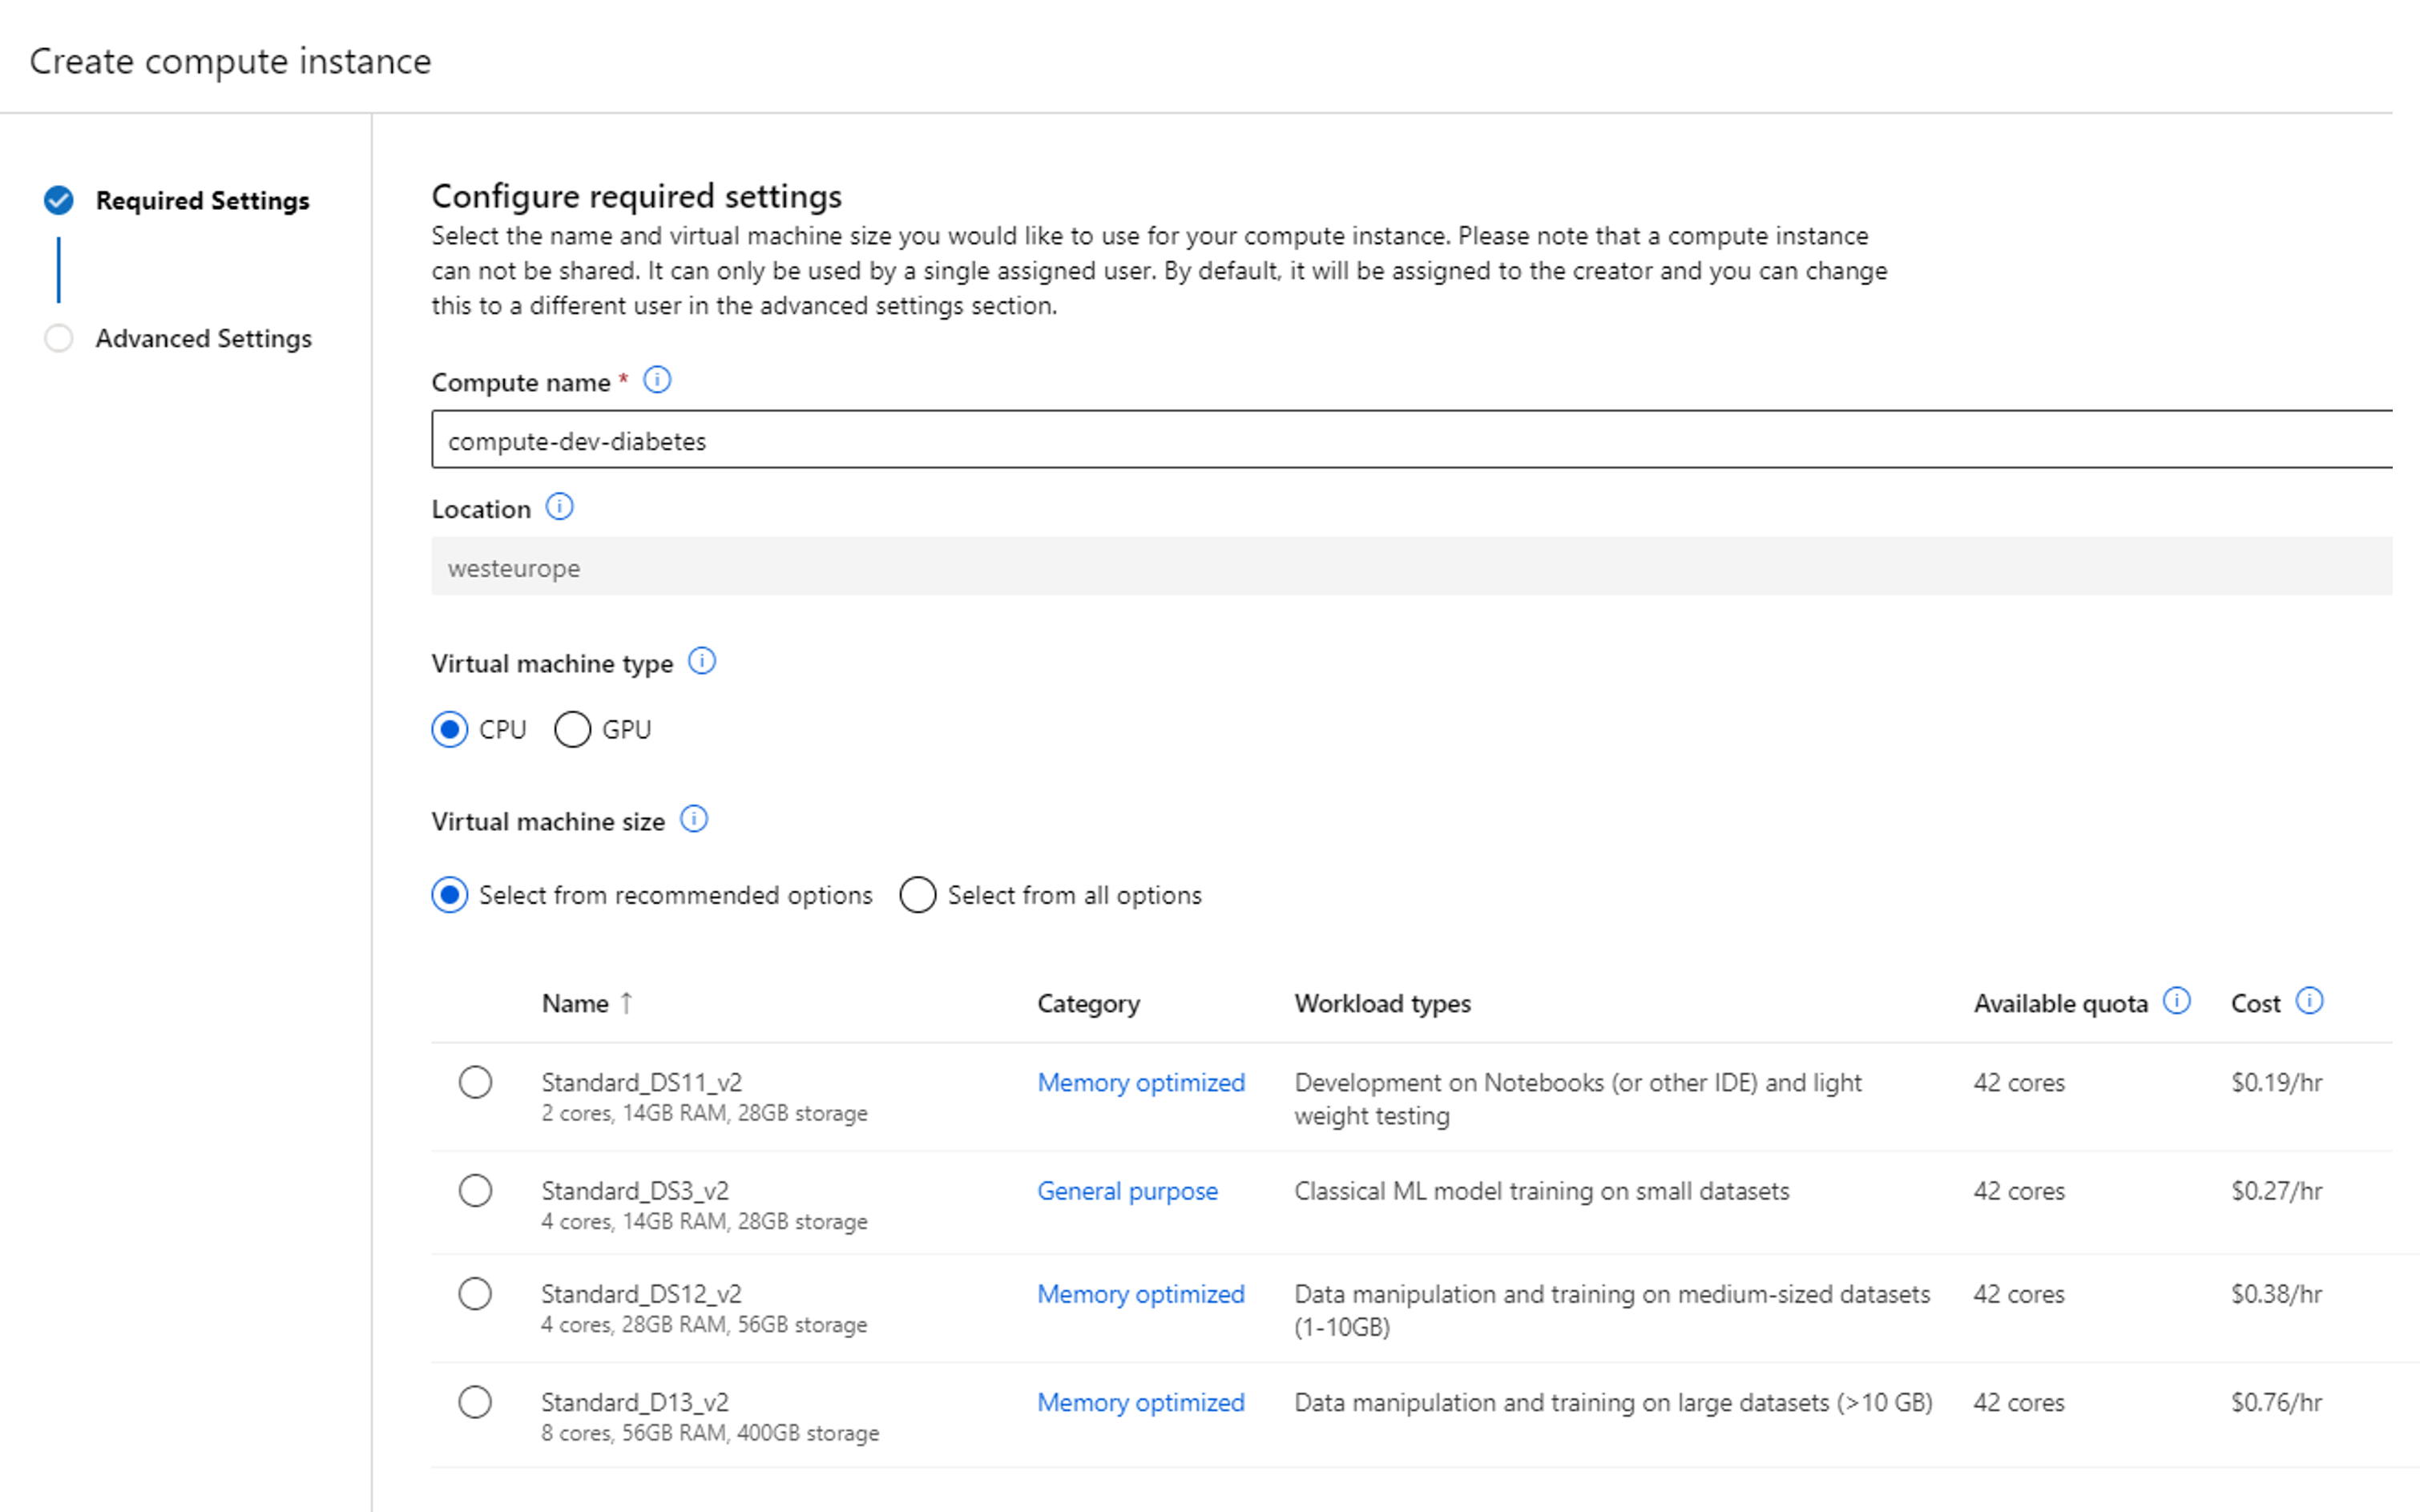 Create compute instance
Required Settings
Advanced Settings
Configure required settings
Select the name and virtual machine size you would like to use for your compute instance. Please note that a compute instance
can not be shared. It can only be used by a single assigned user. By default, it will be assigned to the creator and you can change
this to a different user in the advanced settings section.
Compute name *
compute-dev-diabetes
Location
westeurope
Virtual machine type
CPU GPU
Virtual machine size
Select from recommended options Select from all options
Name ↑ Category Workload types Available quota Cost
Standard_DS11_v2 Memory optimized Development on Notebooks (or other IDE) and light 42 cores $0.19/hr
2 cores, 14GB RAM, 28GB storage weight testing
Standard_DS3_v2 General purpose Classical ML model training on small datasets 42 cores $0.27/hr
4 cores, 14GB RAM, 28GB storage
Standard_DS12_v2 Memory optimized Data manipulation and training on medium-sized datasets 42 cores $0.38/hr
4 cores, 28GB RAM, 56GB storage (1-10GB)
Standard_D13_v2 Memory optimized Data manipulation and training on large datasets (>10 GB) 42 cores $0.76/hr
8 cores, 56GB RAM, 400GB storage